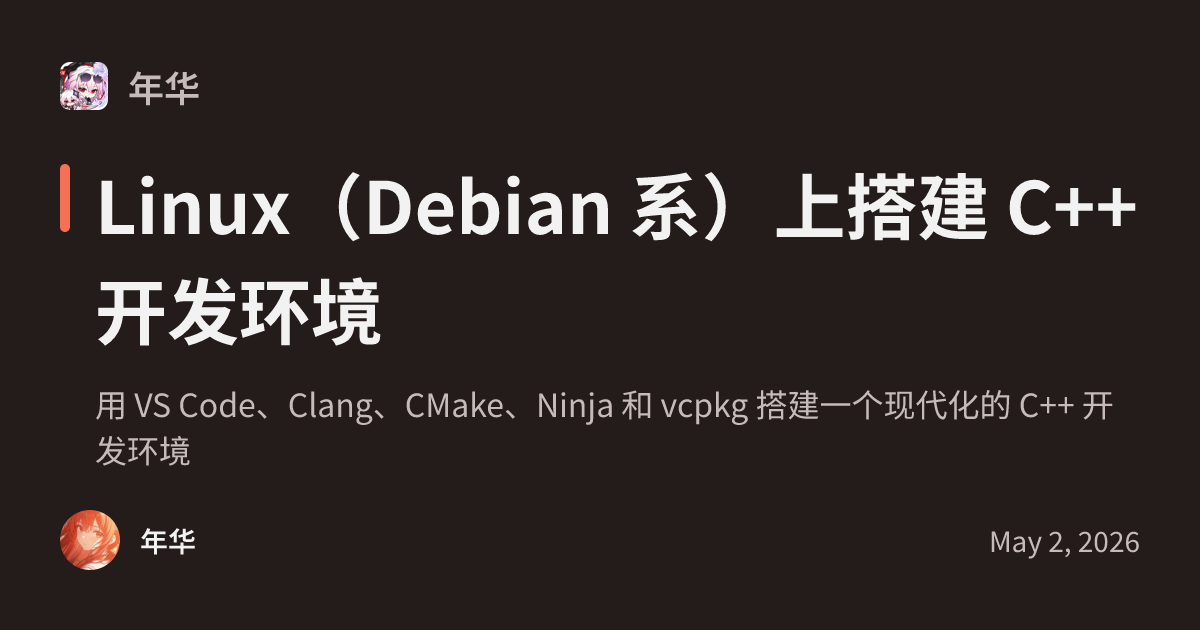 年华
Linux（Debian 系）上搭建 C++
开发环境
用 VS Code、Clang、CMake、Ninja 和 vcpkg 搭建一个现代化的 C++ 开
发环境
年华
May 2, 2026